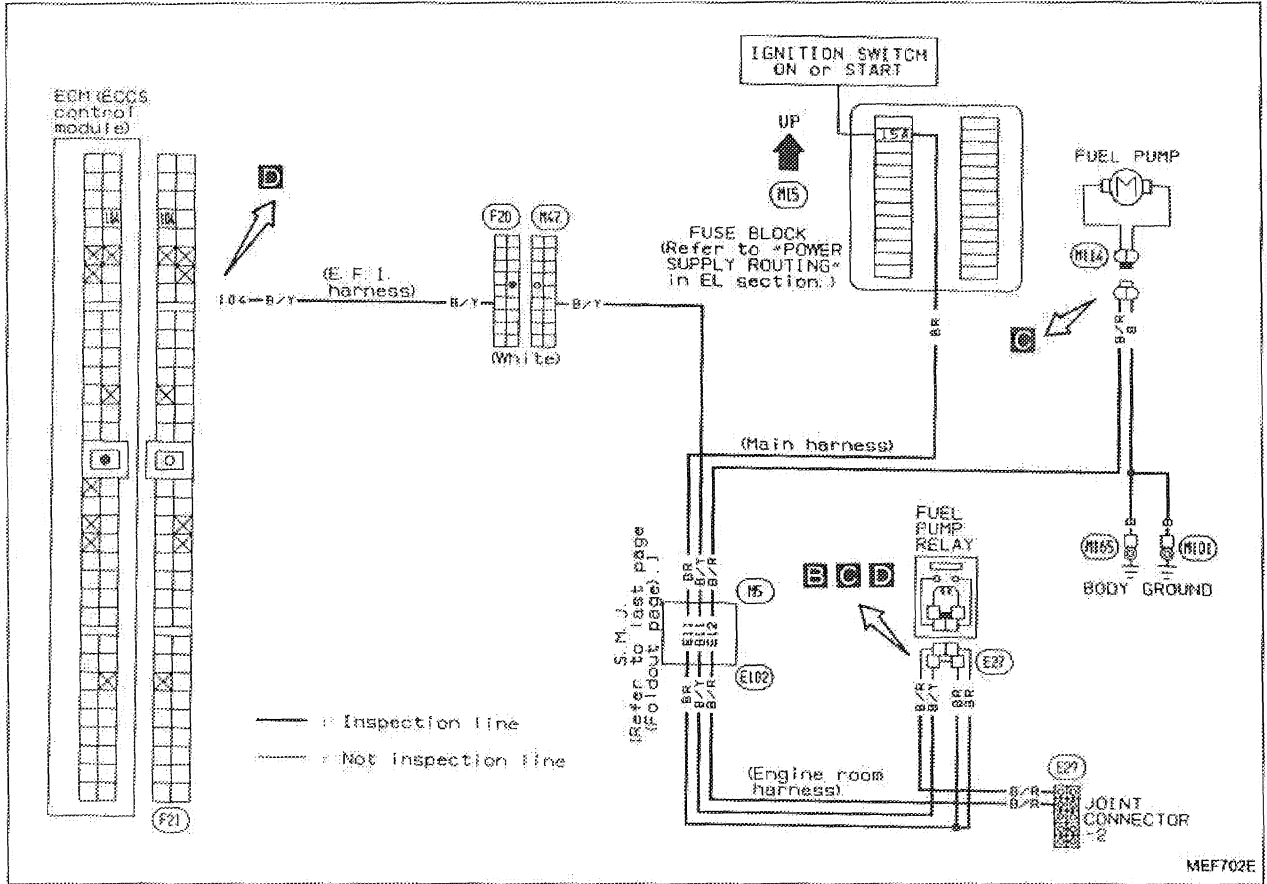 IGNITION SWITCH
ON or START
ECM (ECCS
control
module)
UP
15A
FUEL PUMP
D
M15
104
104
F20
M47
FUSE BLOCK
(Refer to "POWER
SUPPLY ROUTING"
in EL section.)
M114
(E. F. I.
harness)
104
B/Y
B/Y
B/Y
(White)
BR
C
B/R
B
(Main harness)
FUEL
PUMP
RELAY
M165
M101
BODY GROUND
S. M. J.
[Refer to last page
(Foldout page).]
BR
B/Y
B/R
M5
B
C
D
E12
E102
E27
BR
B/Y
B/R
B/R
B/Y
BR
BR
: Inspection line
: Not inspection line
(Engine room
harness)
E29
B/R
B/R
JOINT
CONNECTOR
-2
F21
MEF702E